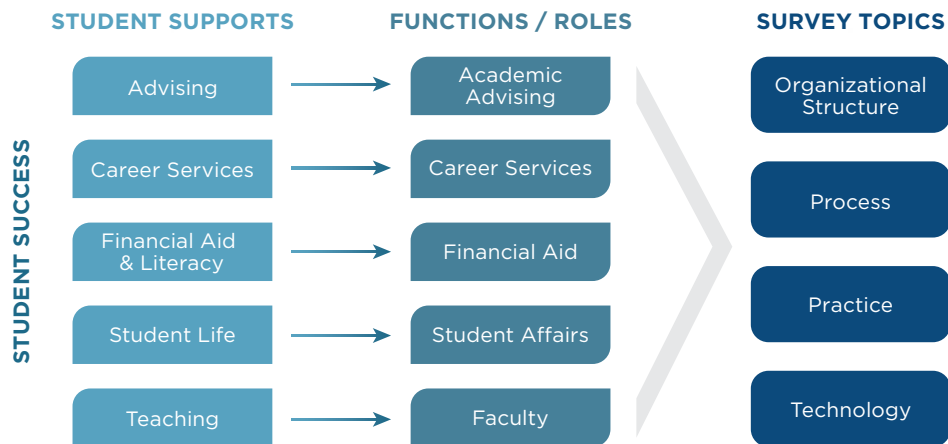 STUDENT SUPPORTS
FUNCTIONS / ROLES
SURVEY TOPICS
STUDENT SUCCESS
Advising
Career Services
Financial Aid
& Literacy
Student Life
Teaching
Academic
Advising
Career Services
Financial Aid
Student Affairs
Faculty
Organizational
Structure
Process
Practice
Technology